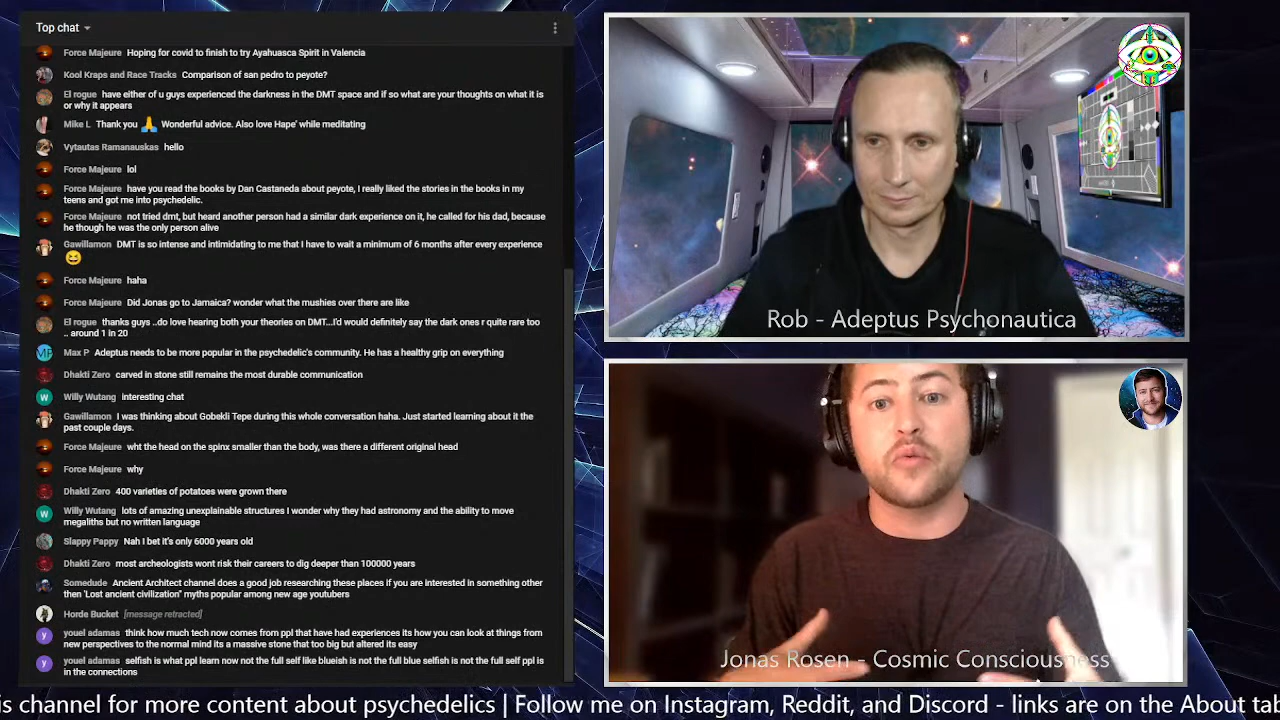 Top chat
Force Majeure Hoping for covid to finish to try Ayahuasca Spirit in Valencia
Kool Kraps and Race Tracks Comparison of san pedro to peyote?
El rogue have either of u guys experienced the darkness in the DMT space and if so what are your thoughts on what it is
or why it appears
Mike L Thank you 🙏 Wonderful advice. Also love Hape' while meditating
Vytautas Ramanauskas hello
Force Majeure lol
Force Majeure have you read the books by Dan Castaneda about peyote, I really liked the stories in the books in my
teens and got me into psychedelic.
Force Majeure not tried dmt, but heard another person had a similar dark experience on it, he called for his dad, because
he though he was the only person alive
Gawillamon DMT is so intense and intimidating to me that I have to wait a minimum of 6 months after every experience
😆
Force Majeure haha
Force Majeure Did Jonas go to Jamaica? wonder what the mushies over there are like
El rogue thanks guys ..do love hearing both your theories on DMT...I'd would definitely say the dark ones r quite rare too
.. around 1 in 20
MP Max P Adeptus needs to be more popular in the psychedelic's community. He has a healthy grip on everything
Dhakti Zero carved in stone still remains the most durable communication
W Willy Wutang interesting chat
Gawillamon I was thinking about Gobekli Tepe during this whole conversation haha. Just started learning about it the
past couple days.
Force Majeure wht the head on the spinx smaller than the body, was there a different original head
Force Majeure why
Dhakti Zero 400 varieties of potatoes were grown there
W Willy Wutang lots of amazing unexplainable structures I wonder why they had astronomy and the ability to move
megaliths but no written language
Slappy Pappy Nah I bet it's only 6000 years old
Dhakti Zero most archeologists wont risk their careers to dig deeper than 100000 years
Somedude Ancient Architect channel does a good job researching these places if you are interested in something other
then 'Lost ancient civilization" myths popular among new age youtubers
Horde Bucket [message retracted]
y youel adamas think how much tech now comes from ppl that have had experiences its how you can look at things from
new perspectives to the normal mind its a massive stone that too big but altered its easy
y youel adamas selfish is what ppl learn now not the full self like blueish is not the full blue selfish is not the full self ppl is
in the connections
Rob - Adeptus Psychonautica
Jonas Rosen - Cosmic Consciousness
is channel for more content about psychedelics | Follow me on Instagram, Reddit, and Discord - links are on the About tab